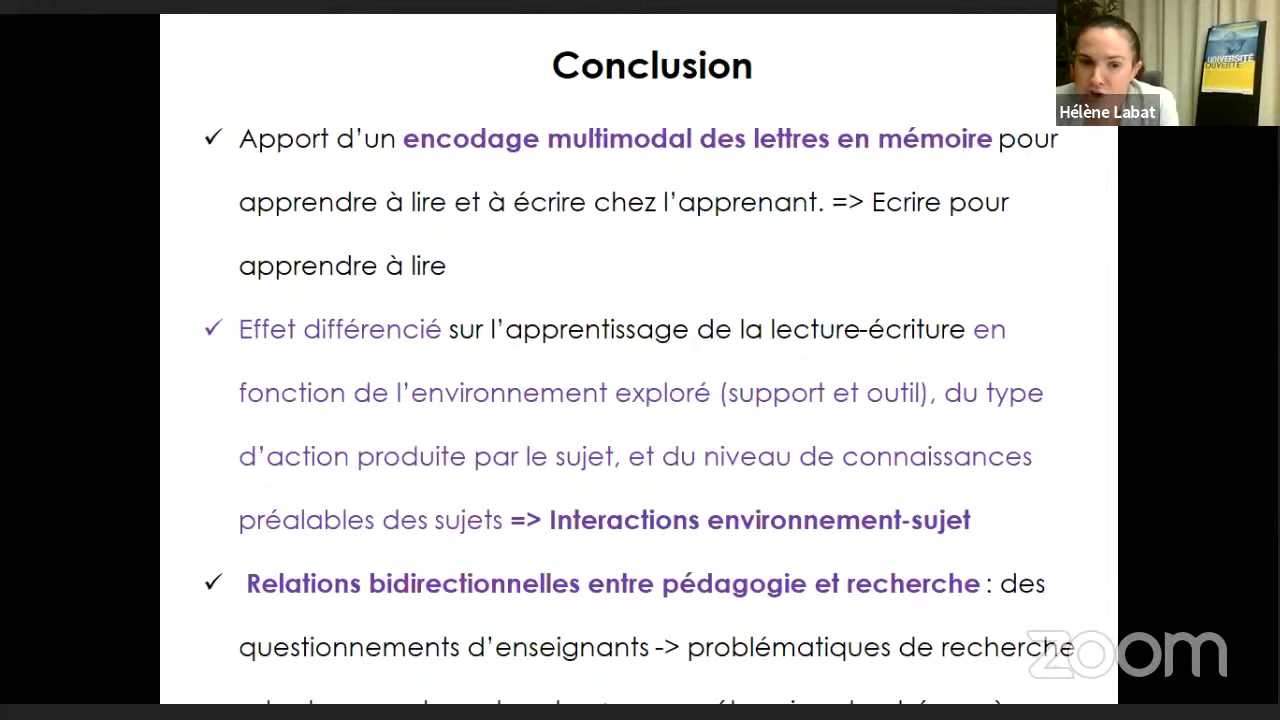 Conclusion
✓ Apport d’un encodage multimodal des lettres en mémoire pour
apprendre à lire et à écrire chez l’apprenant. => Ecrire pour
apprendre à lire
✓ Effet différencié sur l’apprentissage de la lecture-écriture en
fonction de l’environnement exploré (support et outil), du type
d’action produite par le sujet, et du niveau de connaissances
préalables des sujets => Interactions environnement-sujet
✓ Relations bidirectionnelles entre pédagogie et recherche : des
questionnements d’enseignants -> problématiques de recherche
UNIVERSITÉ
OUVERTE
Hélène Labat
zoom